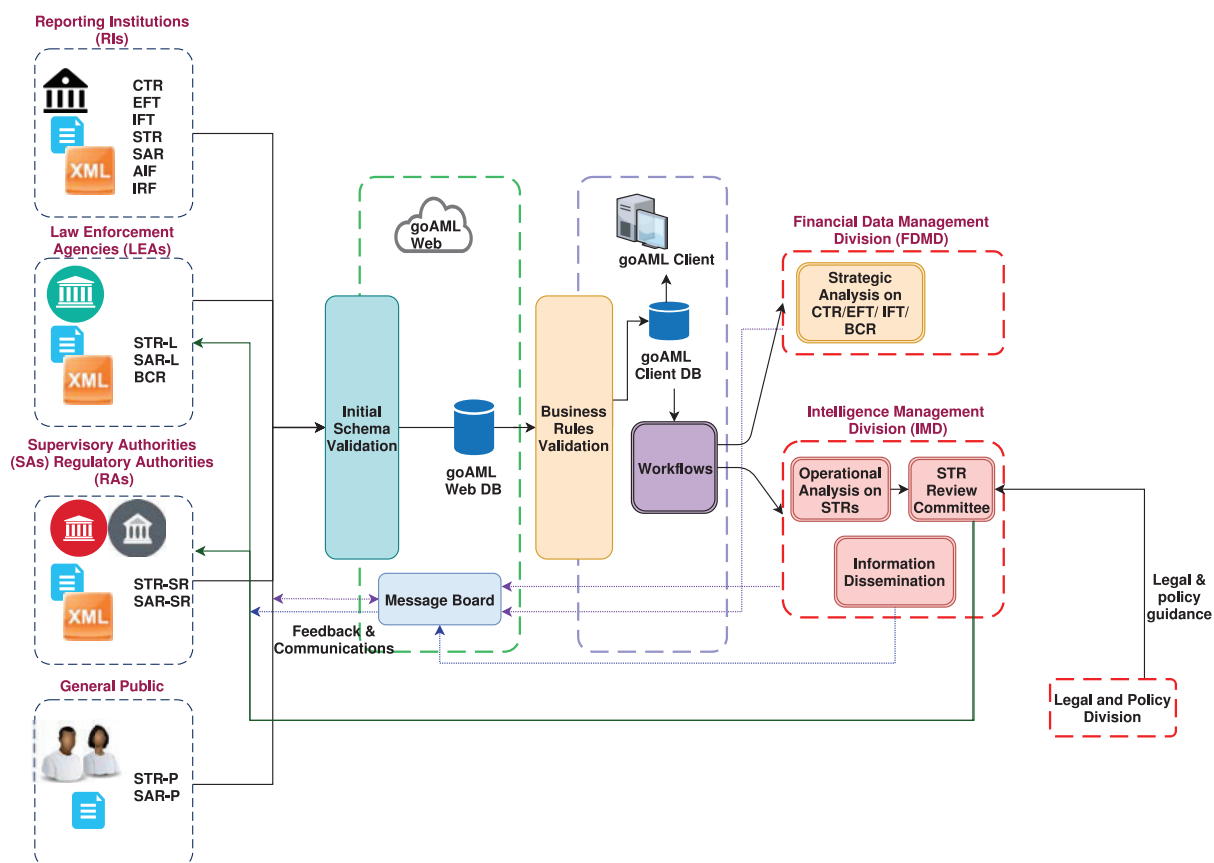 Reporting Institutions
(RIs)
CTR
EFT
IFT
STR
SAR
AIF
IRF
XML
Law Enforcement
Agencies (LEAs)
STR-L
SAR-L
BCR
XML
Supervisory Authorities
(SAs) Regulatory Authorities
(RAs)
STR-SR
SAR-SR
XML
General Public
STR-P
SAR-P
goAML
Web
Initial
Schema
Validation
goAML
Web DB
Message Board
Feedback &
Communications
Business
Rules
Validation
goAML Client
goAML
Client DB
Workflows
Financial Data Management
Division (FDMD)
Strategic
Analysis on
CTR/EFT/ IFT/
BCR
Intelligence Management
Division (IMD)
Operational
Analysis on
STRs
STR
Review
Committee
Information
Dissemination
Legal &
policy
guidance
Legal and Policy
Division